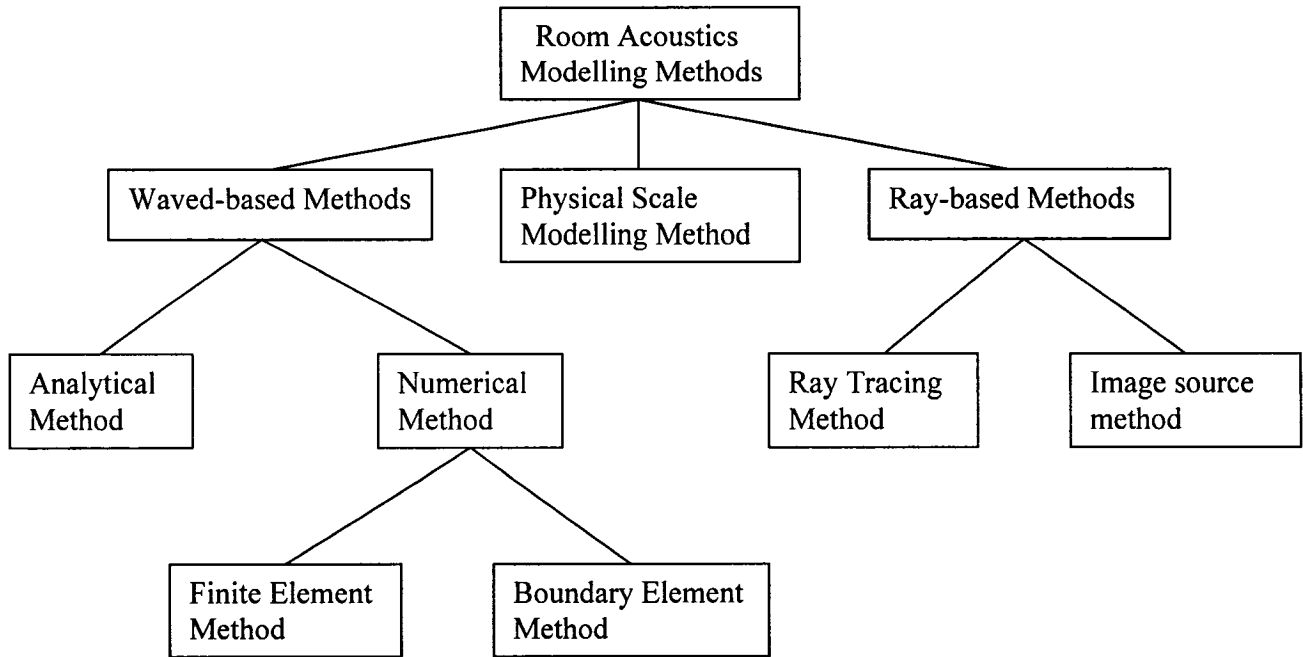 Room Acoustics
Modelling Methods
Waved-based Methods
Physical Scale
Modelling Method
Ray-based Methods
Analytical
Method
Numerical
Method
Ray Tracing
Method
Image source
method
Finite Element
Method
Boundary Element
Method